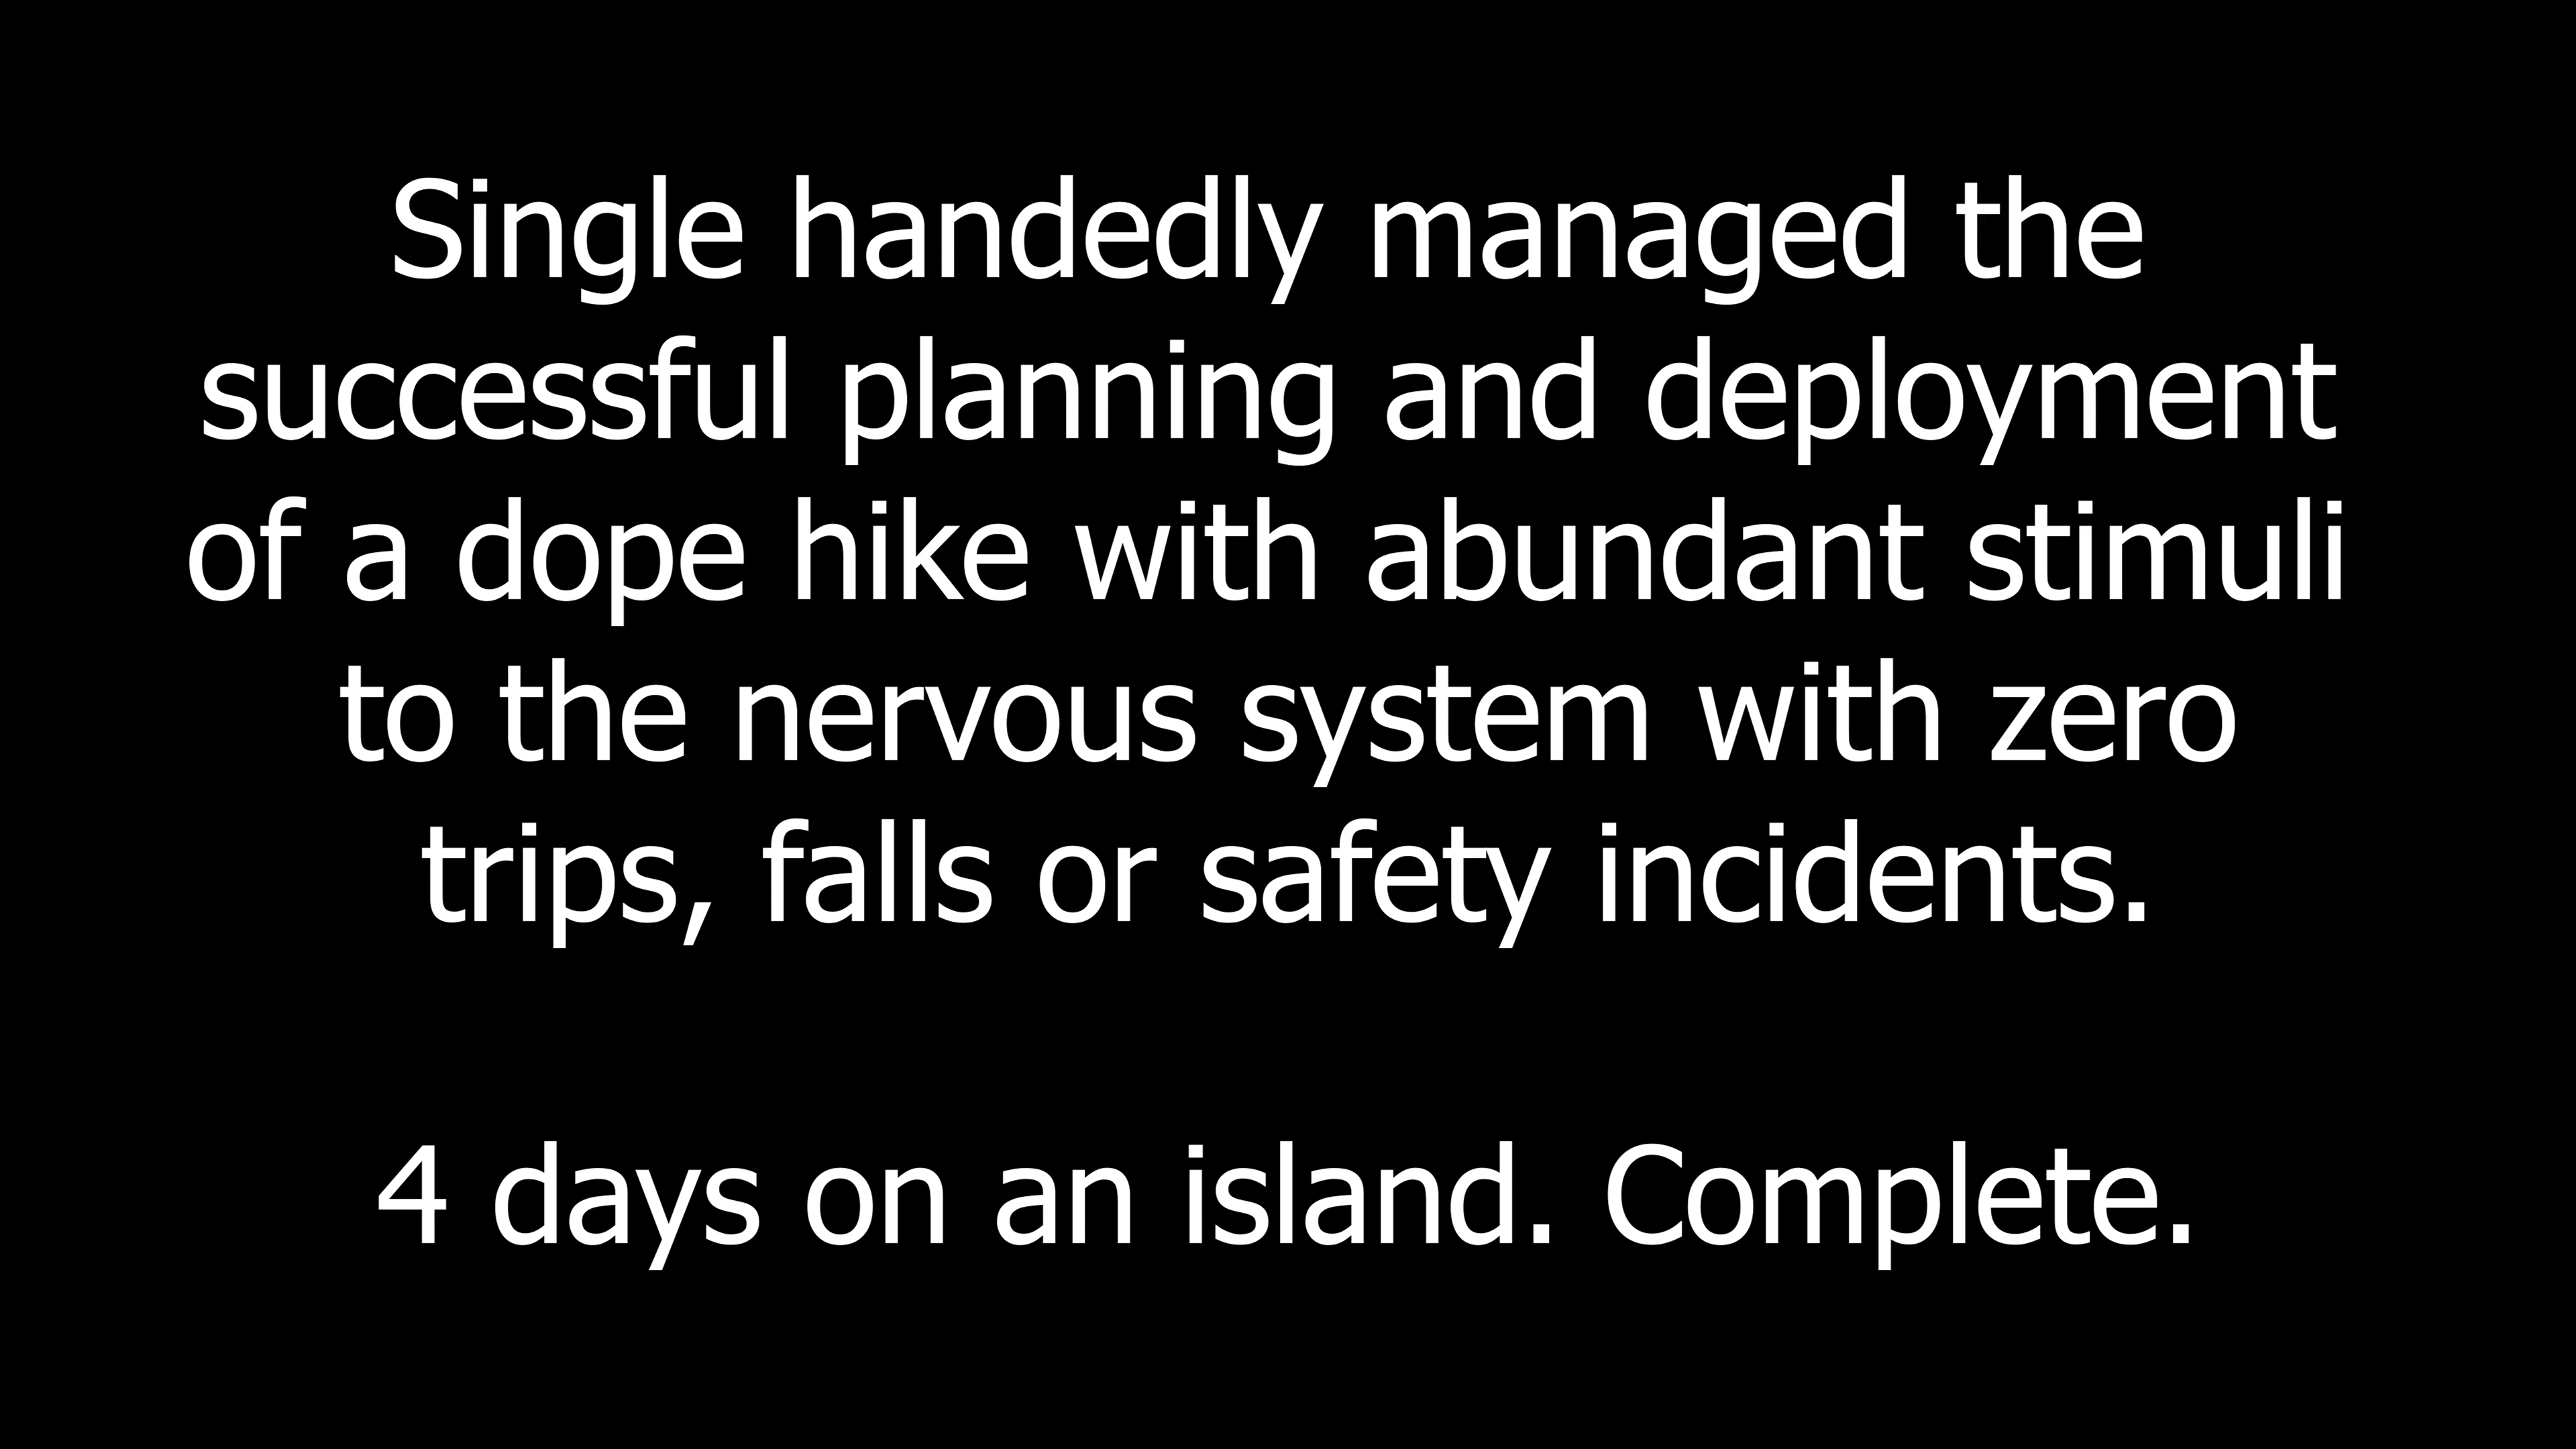 Single handedly managed the
successful planning and deployment
of a dope hike with abundant stimuli
to the nervous system with zero
trips, falls or safety incidents.
4 days on an island. Complete.